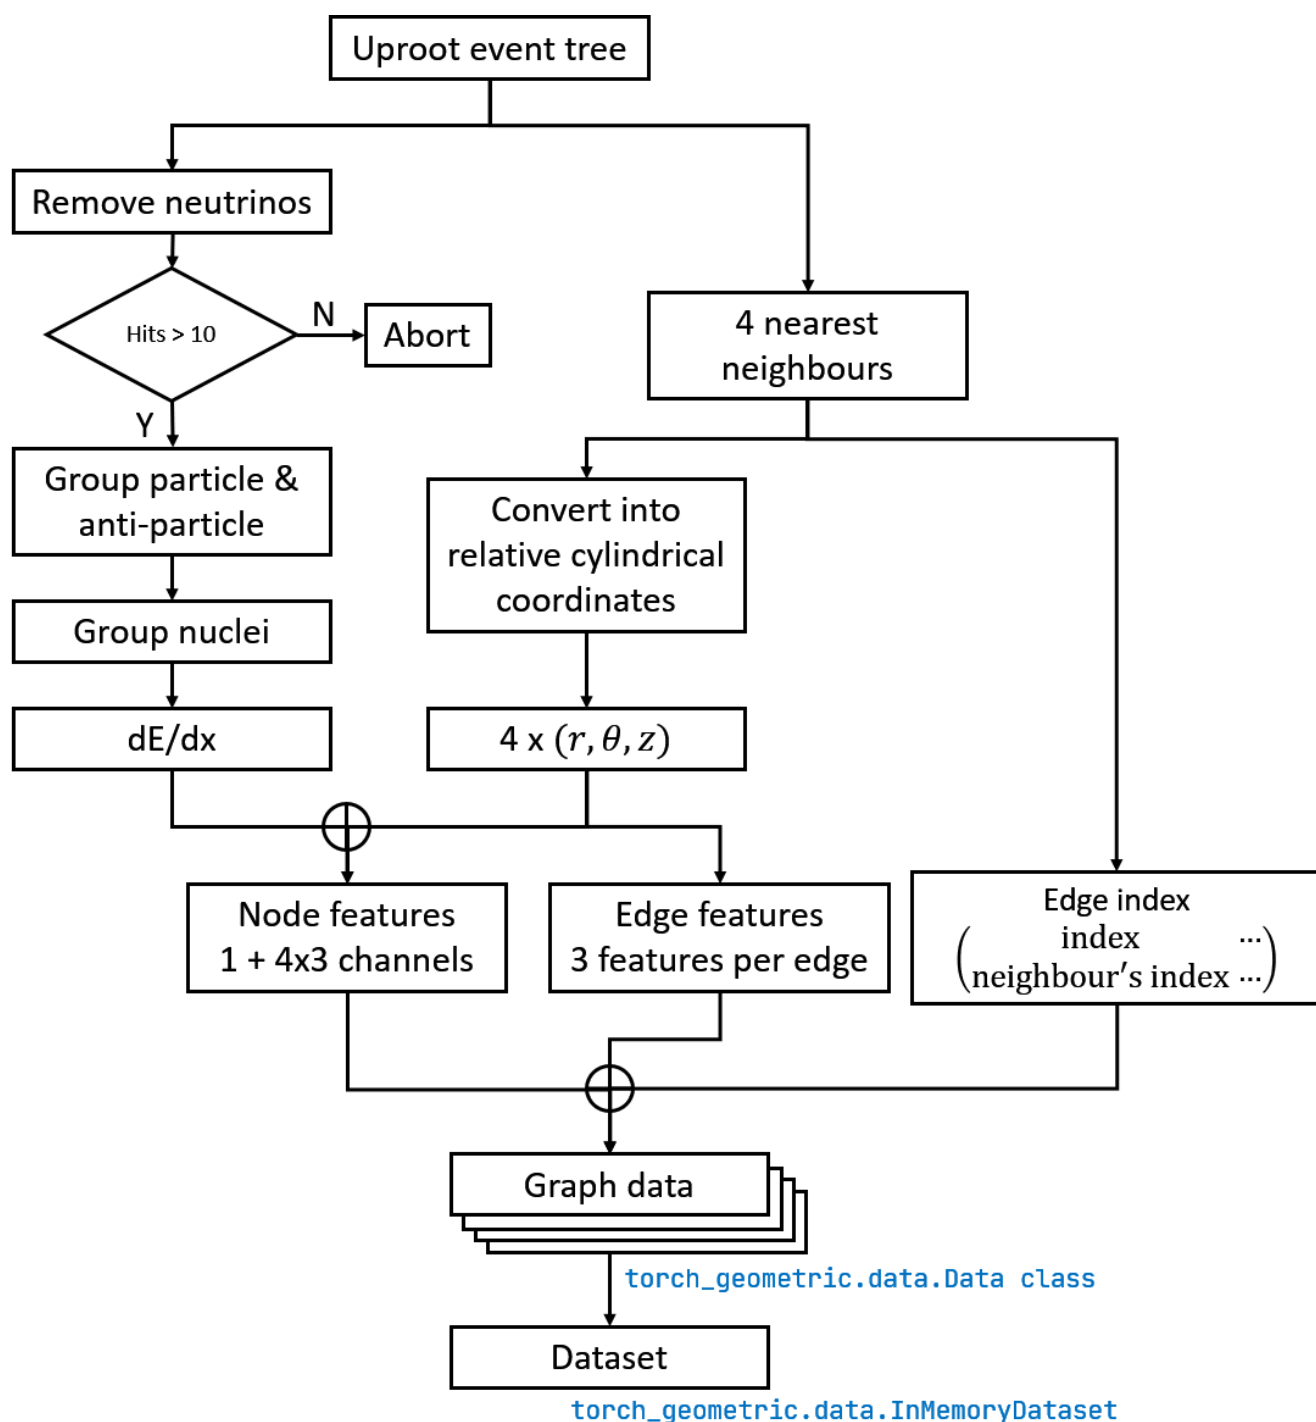 Uproot event tree
Remove neutrinos
Hits > 10
N
Abort
Y
4 nearest
neighbours
Group particle &
anti-particle
Convert into
relative cylindrical
coordinates
Group nuclei
dE/dx
4 x (r, θ, z)
Node features
1 + 4x3 channels
Edge features
3 features per edge
Edge index
index ...
neighbour's index ...
Graph data
torch_geometric.data.Data class
Dataset
torch_geometric.data.InMemoryDataset